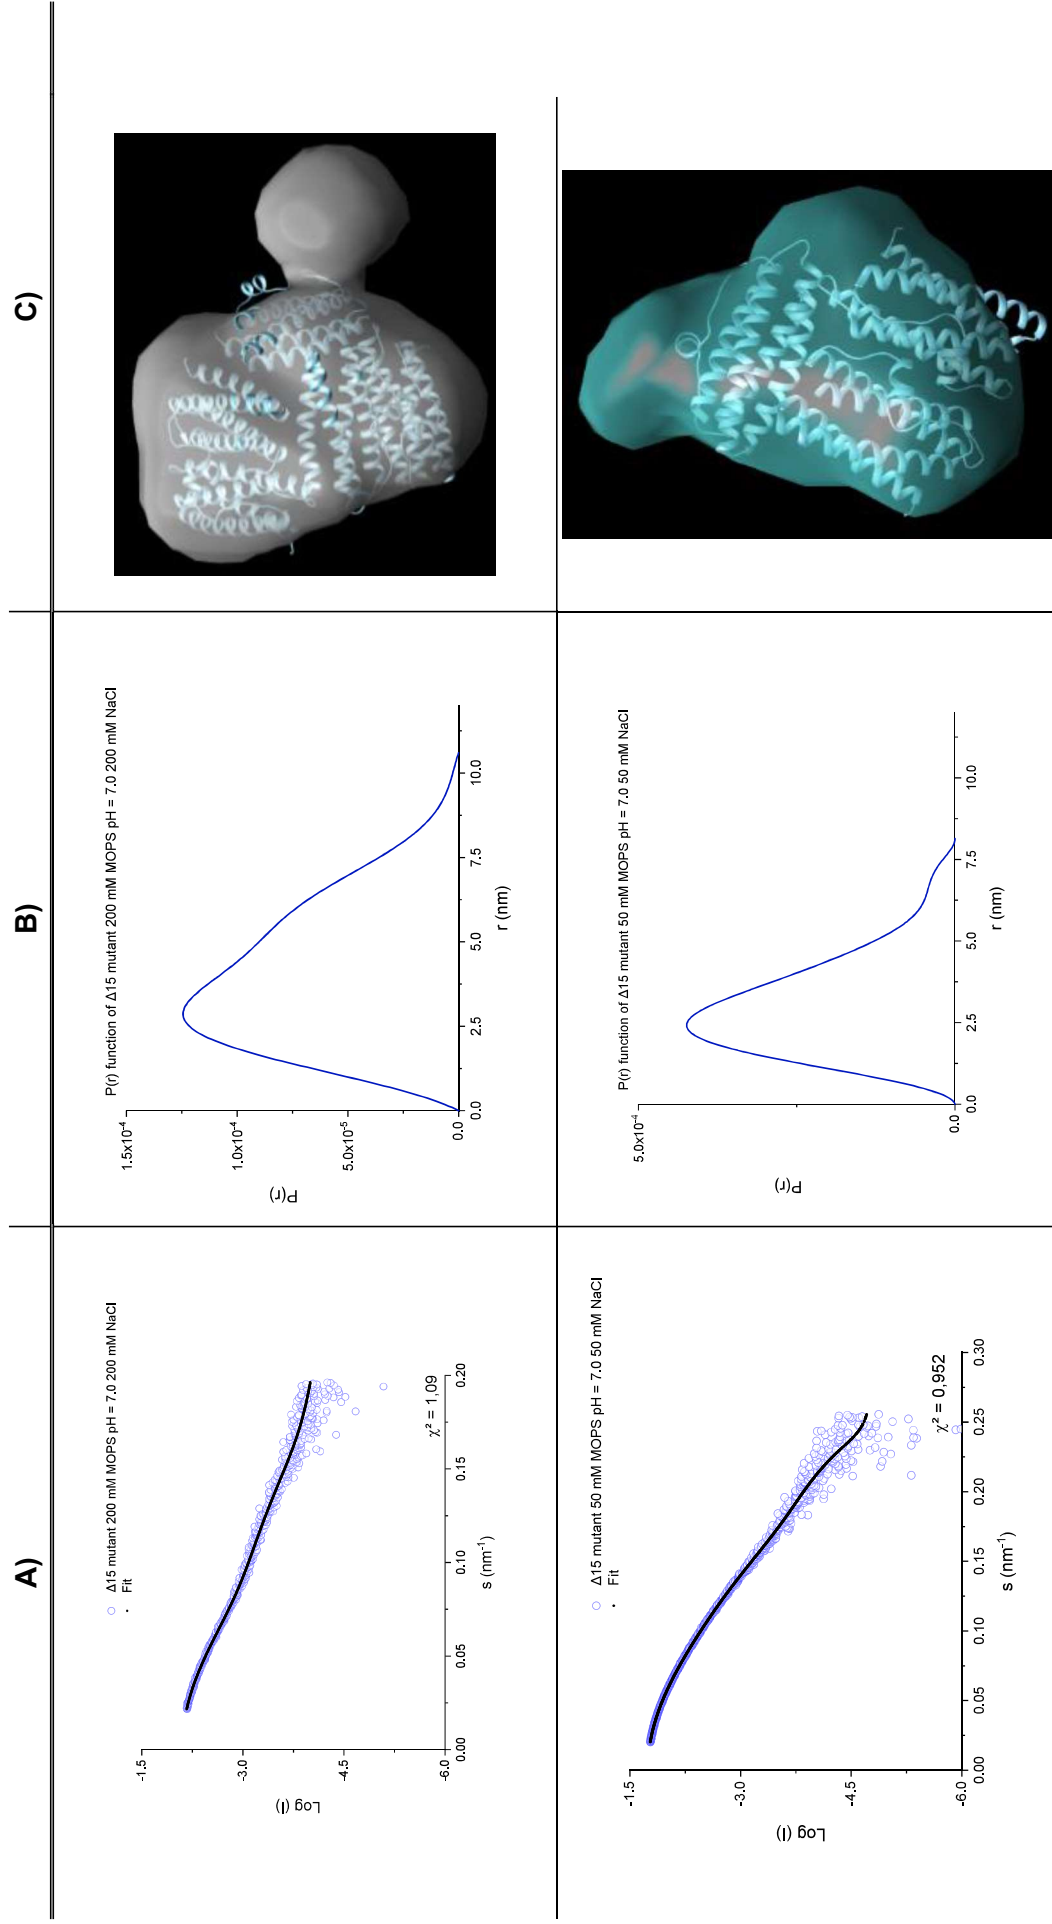 A)
B)
C)
Δ15 mutant 200 mM MOPS pH = 7.0 200 mM NaCl
Fit
Log (I)
-1.5
-3.0
-4.5
-6.0
0.00
0.05
0.10
0.15
0.20
s (nm⁻¹)
χ² = 1,09
P(r) function of Δ15 mutant 200 mM MOPS pH = 7.0 200 mM NaCl
P(r)
1.5x10⁻⁴
1.0x10⁻⁴
5.0x10⁻⁵
0.0
0.0
2.5
5.0
7.5
10.0
r (nm)
Δ15 mutant 50 mM MOPS pH = 7.0 50 mM NaCl
Fit
Log (I)
-1.5
-3.0
-4.5
-6.0
0.00
0.05
0.10
0.15
0.20
0.25
0.30
s (nm⁻¹)
χ² = 0,952
P(r) function of Δ15 mutant 50 mM MOPS pH = 7.0 50 mM NaCl
P(r)
5.0x10⁻⁴
0.0
0.0
2.5
5.0
7.5
10.0
r (nm)